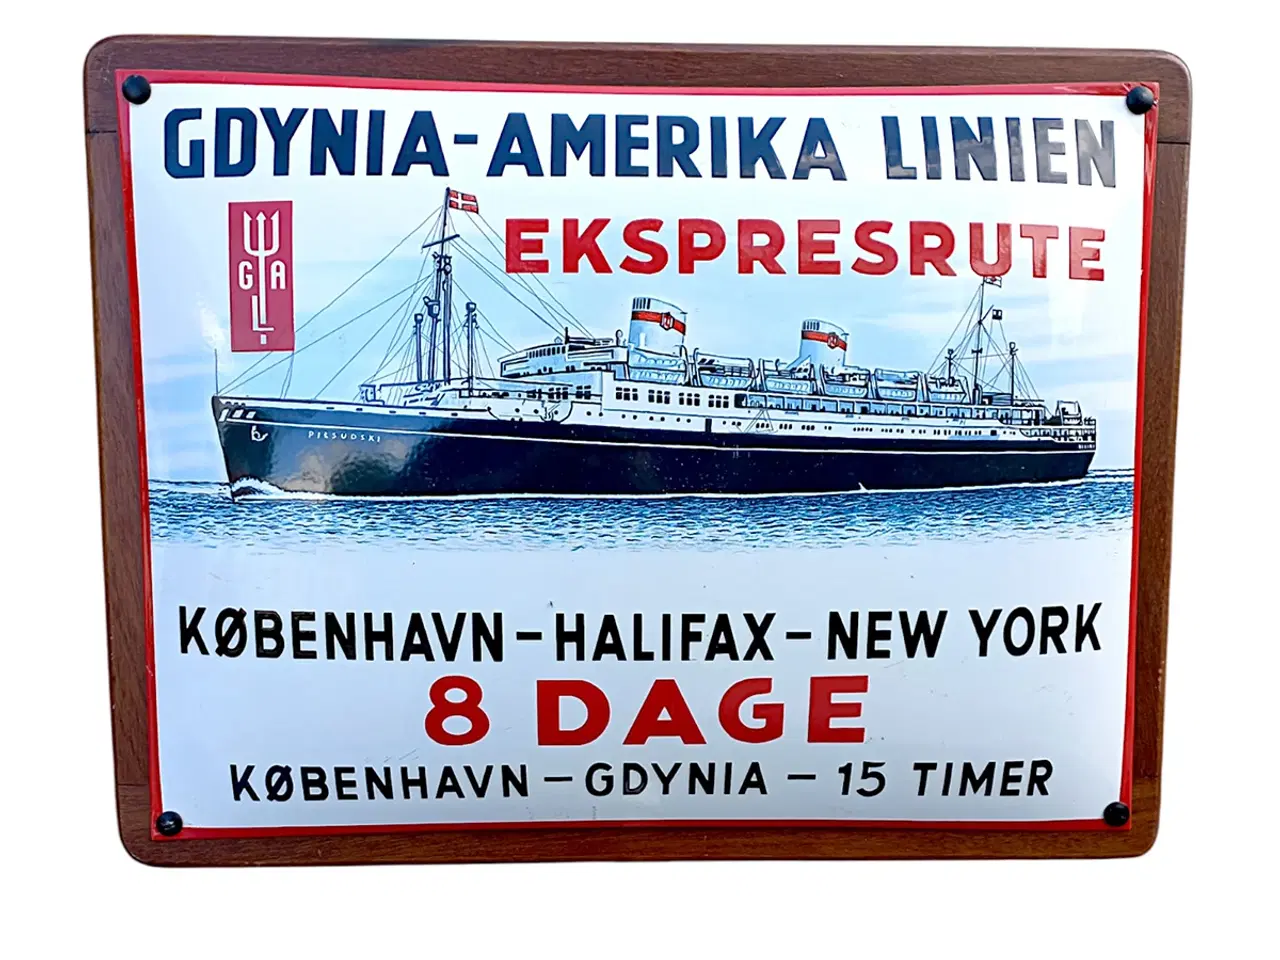 GDYNIA-AMERIKA LINIEN
GAL
EKSPRESRUTE
PIŁSUDSKI
KØBENHAVN-HALIFAX-NEW YORK
8 DAGE
KØBENHAVN-GDYNIA-15 TIMER